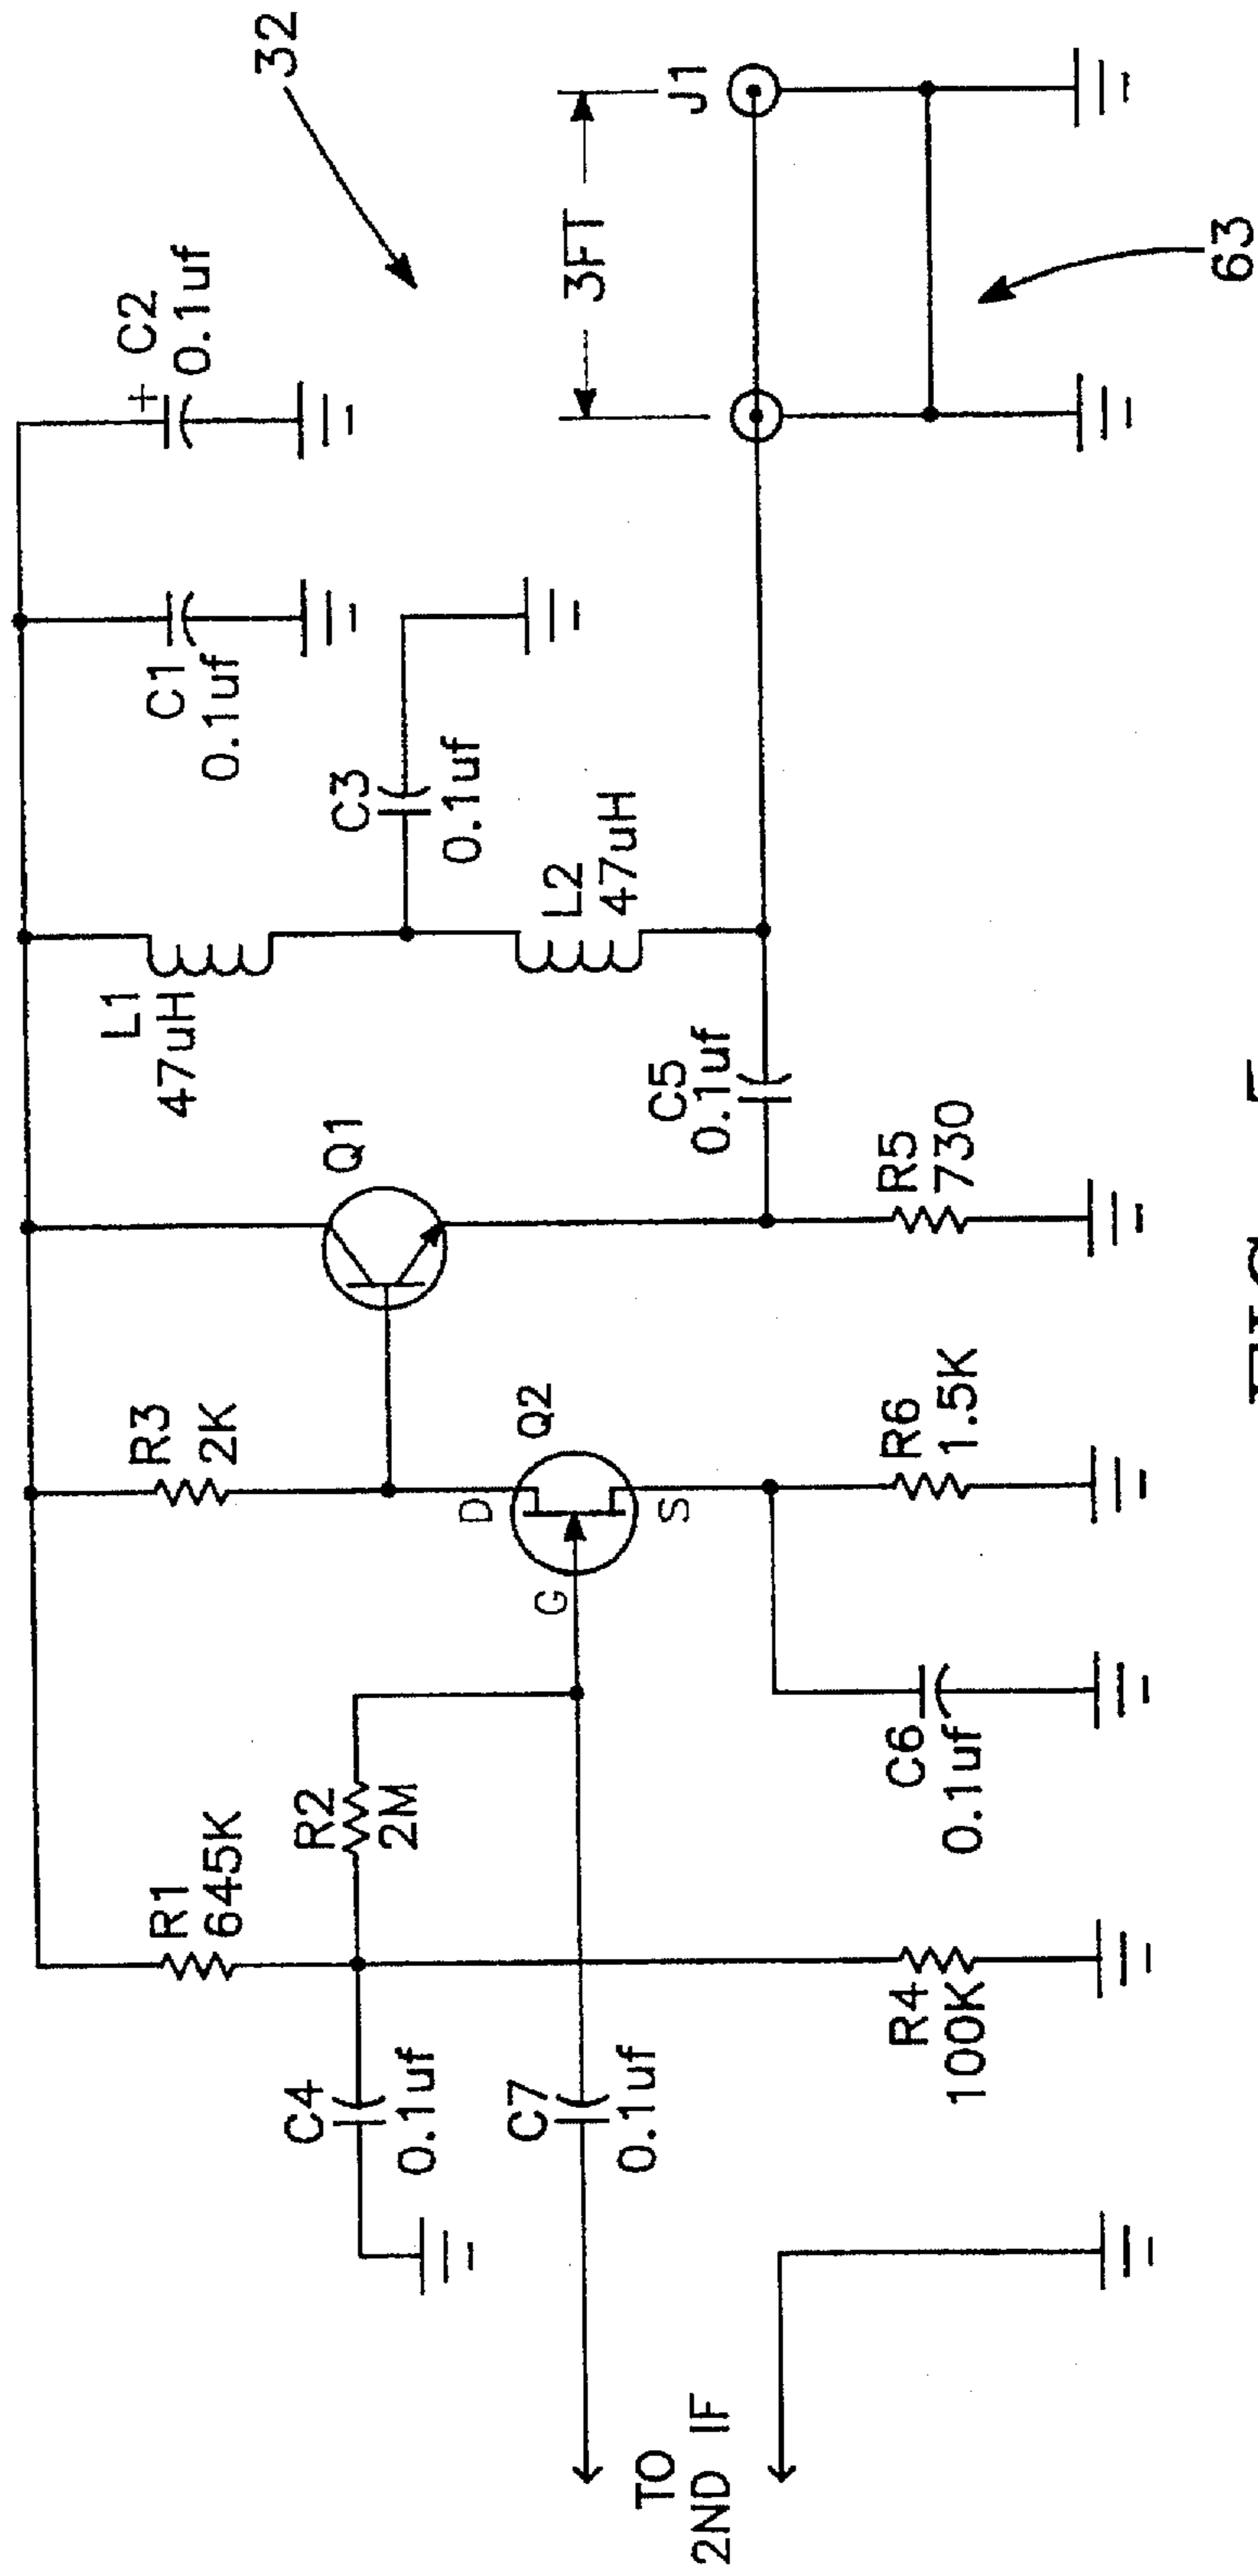 32
C2
0.1uf
+
C1
0.1uf
L1
47uH
C3
0.1uf
L2
47uH
3FT
J1
63
Q1
C5
0.1uf
R5
730
R3
2K
Q2
D
G
S
R6
1.5K
R1
645K
R2
2M
C6
0.1uf
C4
0.1uf
C7
0.1uf
R4
100K
TO
2ND IF